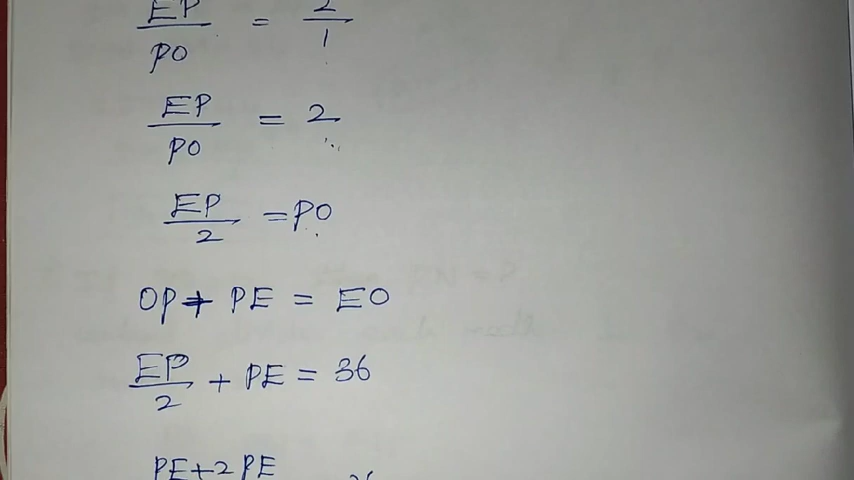 EP/PO = 2/1
EP/PO = 2
EP/2 = PO
OP + PE = EO
EP/2 + PE = 36
PE+2PE